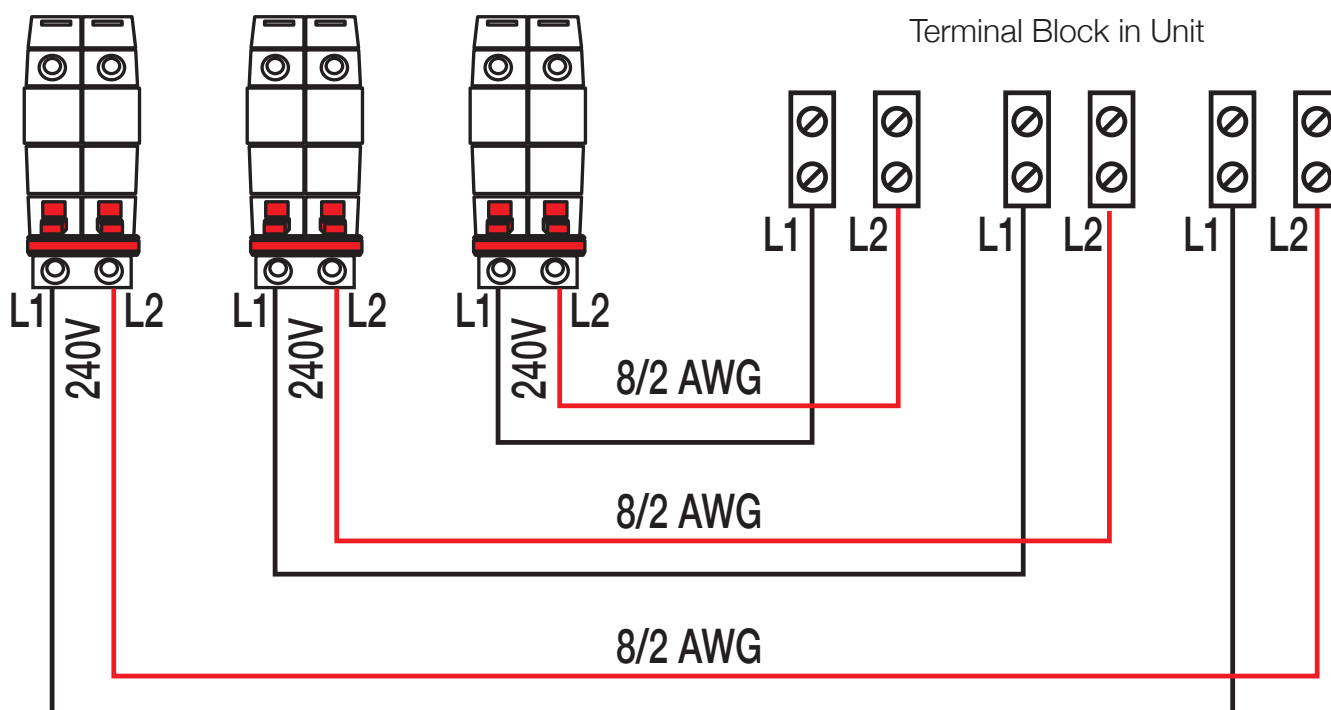 Terminal Block in Unit
L1 L2 L1 L2 L1 L2
L1 240V L2 L1 240V L2 L1 240V L2
8/2 AWG
8/2 AWG
8/2 AWG